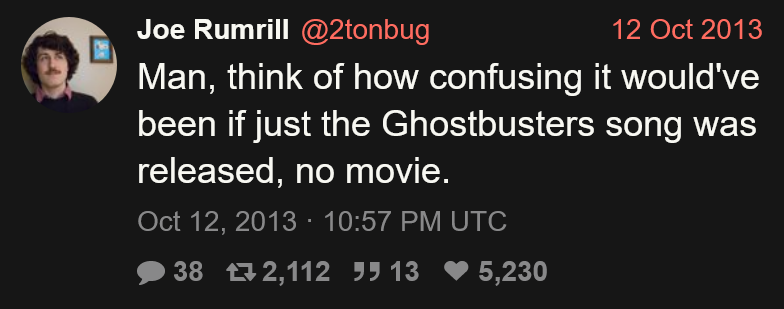 Joe Rumrill @2tonbug 12 Oct 2013
Man, think of how confusing it would've
been if just the Ghostbusters song was
released, no movie.
Oct 12, 2013 · 10:57 PM UTC
38 2,112 13 5,230